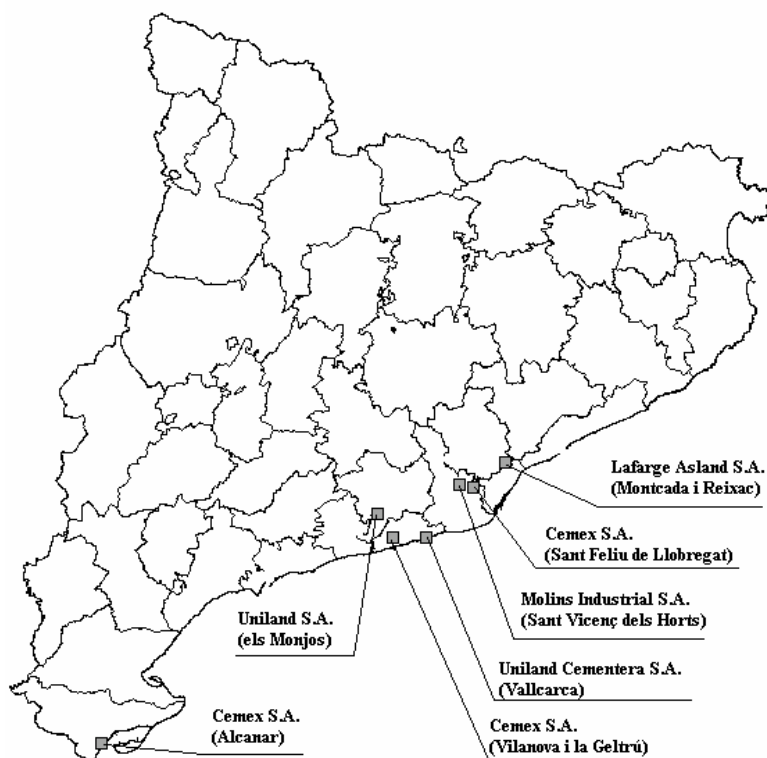 Lafarge Asland S.A.
(Montcada i Reixac)
Cemex S.A.
(Sant Feliu de Llobregat)
Molins Industrial S.A.
(Sant Vicenç dels Horts)
Uniland S.A.
(els Monjos)
Uniland Cementera S.A.
(Vallcarca)
Cemex S.A.
(Alcanar)
Cemex S.A.
(Vilanova i la Geltrú)